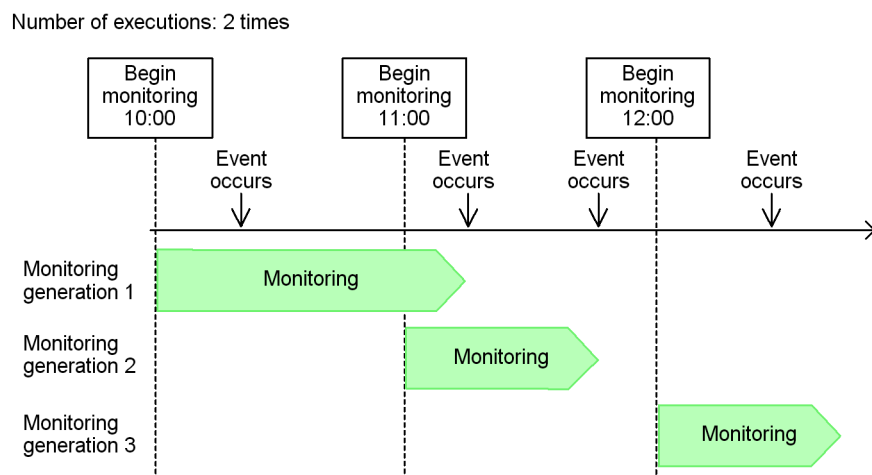 Number of executions: 2 times
Begin
monitoring
10:00
Begin
monitoring
11:00
Begin
monitoring
12:00
Event
occurs
Event
occurs
Event
occurs
Event
occurs
Monitoring
generation 1
Monitoring
Monitoring
generation 2
Monitoring
Monitoring
generation 3
Monitoring